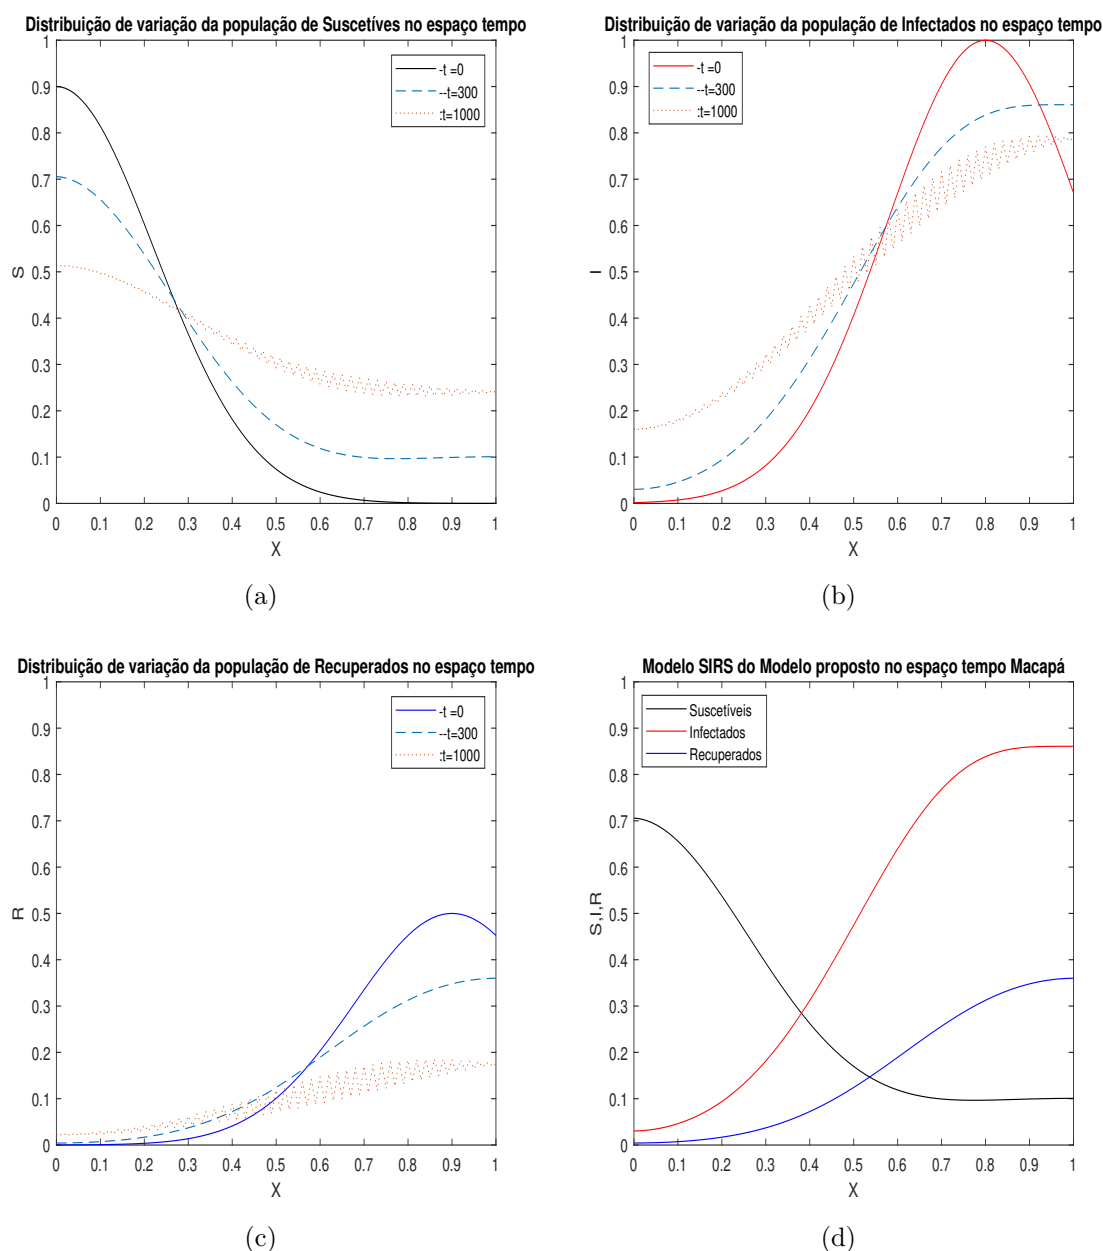 Distribuição de variação da população de Suscetíves no espaço tempo
-t =0
--t=300
:t=1000
1
0.9
0.8
0.7
0.6
0.5
0.4
0.3
0.2
0.1
0
S
0 0.1 0.2 0.3 0.4 0.5 0.6 0.7 0.8 0.9 1
X
(a)
Distribuição de variação da população de Infectados no espaço tempo
-t =0
--t=300
:t=1000
1
0.9
0.8
0.7
0.6
0.5
0.4
0.3
0.2
0.1
0
I
0 0.1 0.2 0.3 0.4 0.5 0.6 0.7 0.8 0.9 1
X
(b)
Distribuição de variação da população de Recuperados no espaço tempo
-t =0
--t=300
:t=1000
1
0.9
0.8
0.7
0.6
0.5
0.4
0.3
0.2
0.1
0
R
0 0.1 0.2 0.3 0.4 0.5 0.6 0.7 0.8 0.9 1
X
(c)
Modelo SIRS do Modelo proposto no espaço tempo Macapá
Suscetíveis
Infectados
Recuperados
1
0.9
0.8
0.7
0.6
0.5
0.4
0.3
0.2
0.1
0
S,I,R
0 0.1 0.2 0.3 0.4 0.5 0.6 0.7 0.8 0.9 1
X
(d)